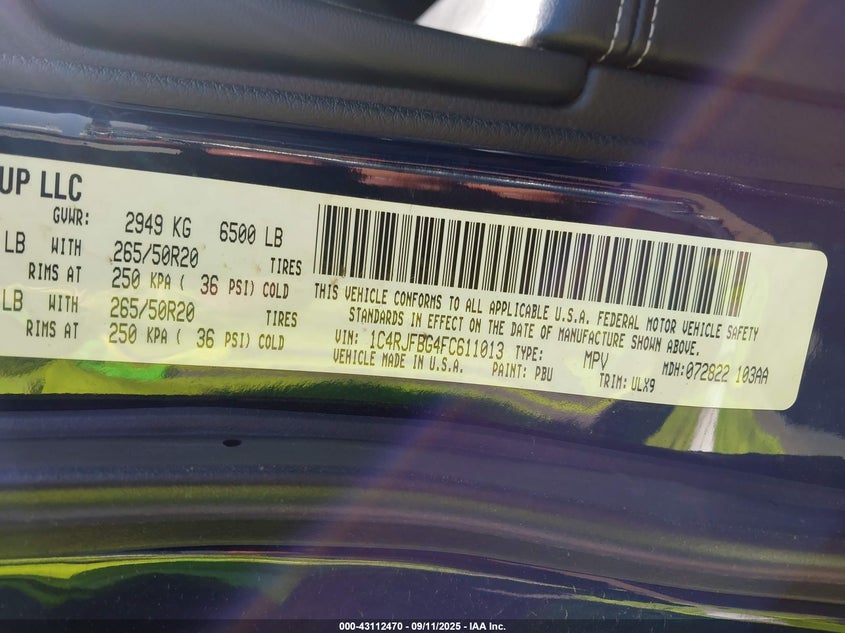 UP LLC
GVWR: 2949 KG 6500 LB
LB WITH 265/50R20 TIRES
RIMS AT 250 KPA ( 36 PSI) COLD
LB WITH 265/50R20 TIRES
RIMS AT 250 KPA ( 36 PSI) COLD
THIS VEHICLE CONFORMS TO ALL APPLICABLE U.S.A. FEDERAL MOTOR VEHICLE SAFETY
STANDARDS IN EFFECT ON THE DATE OF MANUFACTURE SHOWN ABOVE.
VIN: 1C4RJFBG4FC611013 TYPE: MPV MDH:072822 103AA
VEHICLE MADE IN U.S.A. PAINT: PBU TRIM: ULX9
000-43112470 - 09/11/2025 - IAA Inc.